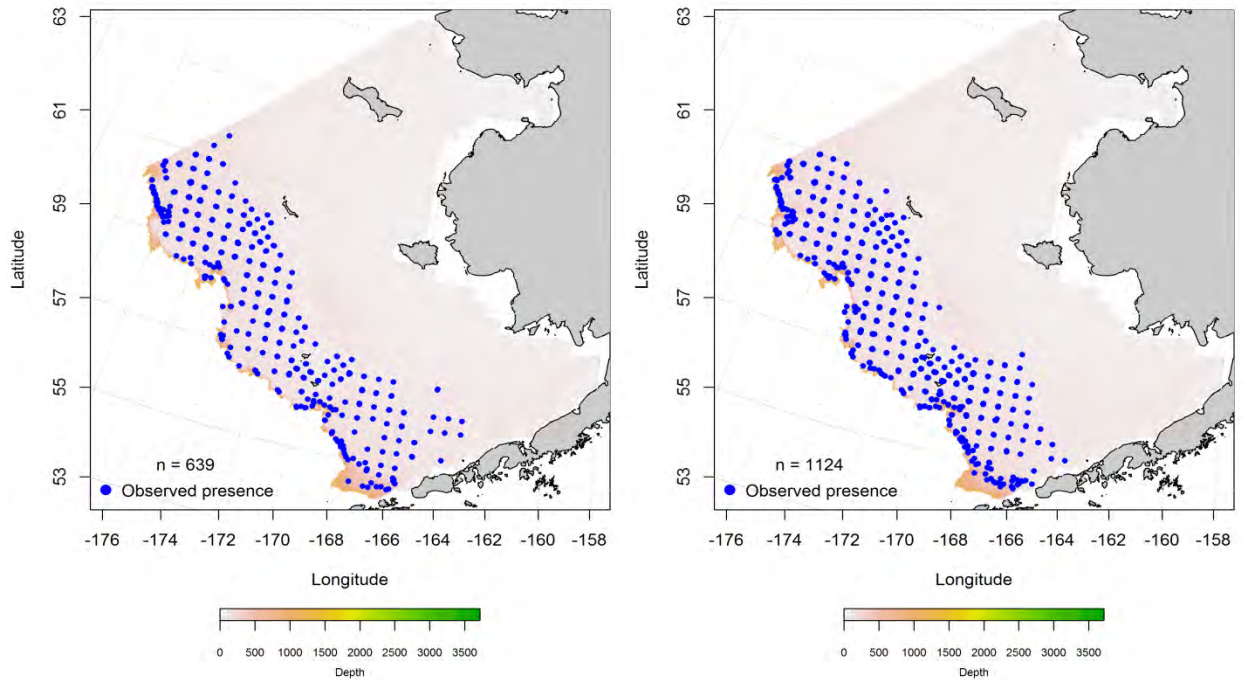 63
61
59
57
55
53
Latitude
n = 639
Observed presence
-176 -174 -172 -170 -168 -166 -164 -162 -160 -158
Longitude
0 500 1000 1500 2000 2500 3000 3500
Depth
63
61
59
57
55
53
Latitude
n = 1124
Observed presence
-176 -174 -172 -170 -168 -166 -164 -162 -160 -158
Longitude
0 500 1000 1500 2000 2500 3000 3500
Depth